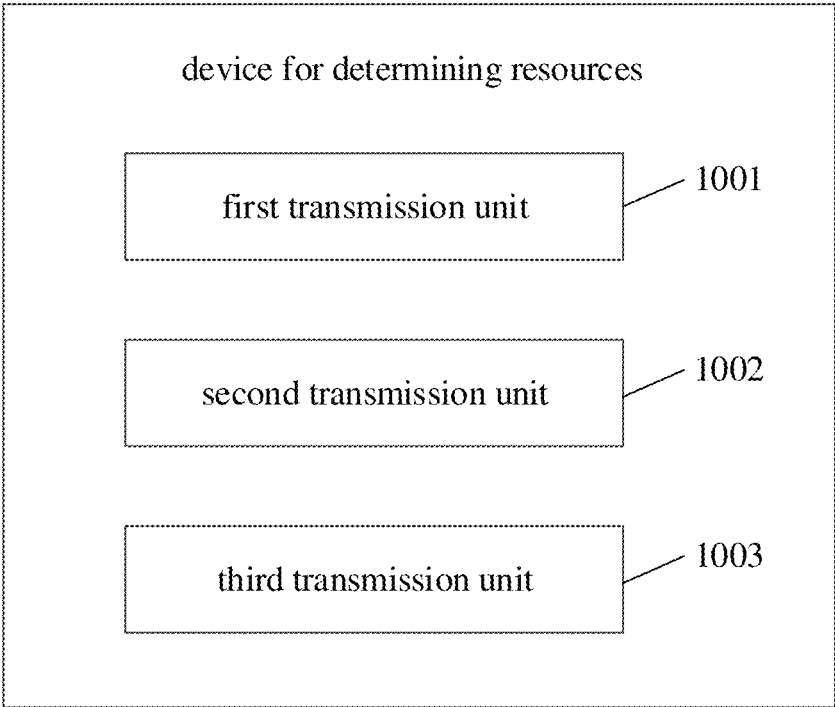 device for determining resources
first transmission unit
1001
second transmission unit
1002
third transmission unit
1003